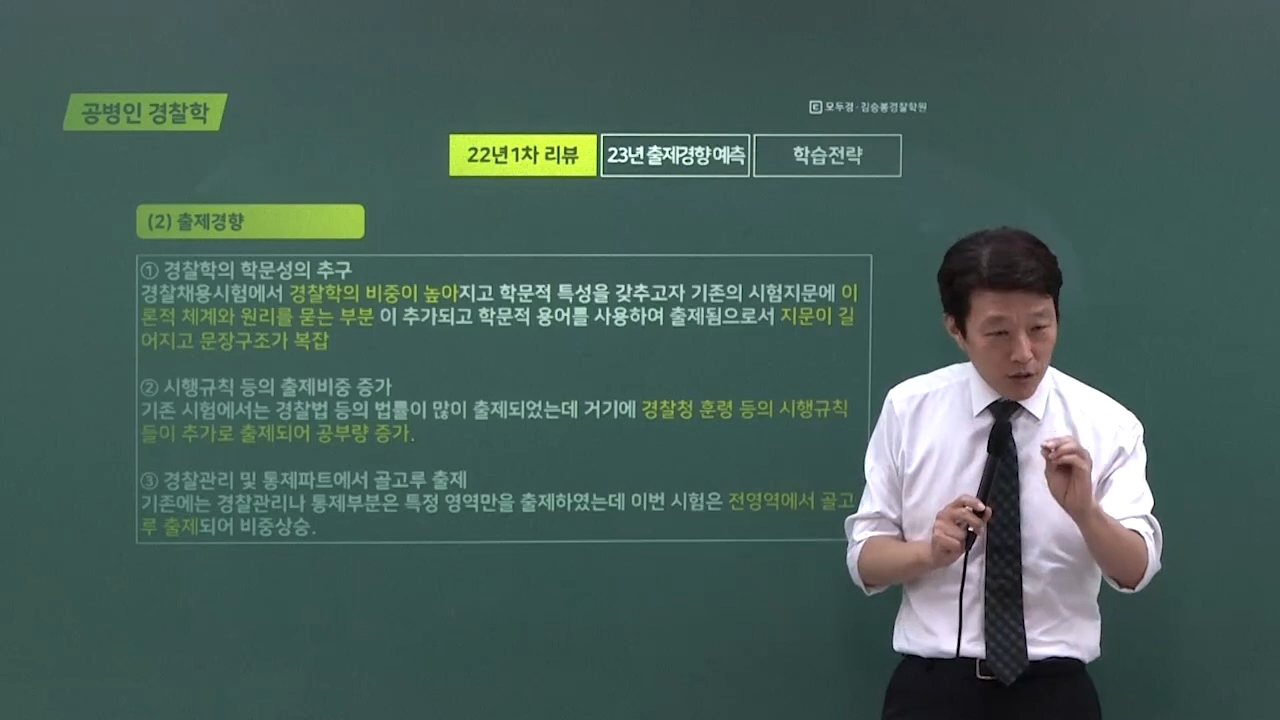 공병인 경찰학
모두경·김승봉경찰학원
22년 1차 리뷰
23년 출제경향 예측
학습전략
(2) 출제경향
① 경찰학의 학문성의 추구
경찰채용시험에서 경찰학의 비중이 높아지고 학문적 특성을 갖추고자 기존의 시험지문에 이
론적 체계와 원리를 묻는 부분 이 추가되고 학문적 용어를 사용하여 출제됨으로서 지문이 길
어지고 문장구조가 복잡
② 시행규칙 등의 출제비중 증가
기존 시험에서는 경찰법 등의 법률이 많이 출제되었는데 거기에 경찰청 훈령 등의 시행규칙
들이 추가로 출제되어 공부량 증가.
③ 경찰관리 및 통제파트에서 골고루 출제
기존에는 경찰관리나 통제부분은 특정 영역만을 출제하였는데 이번 시험은 전영역에서 골고
루 출제되어 비중상승.